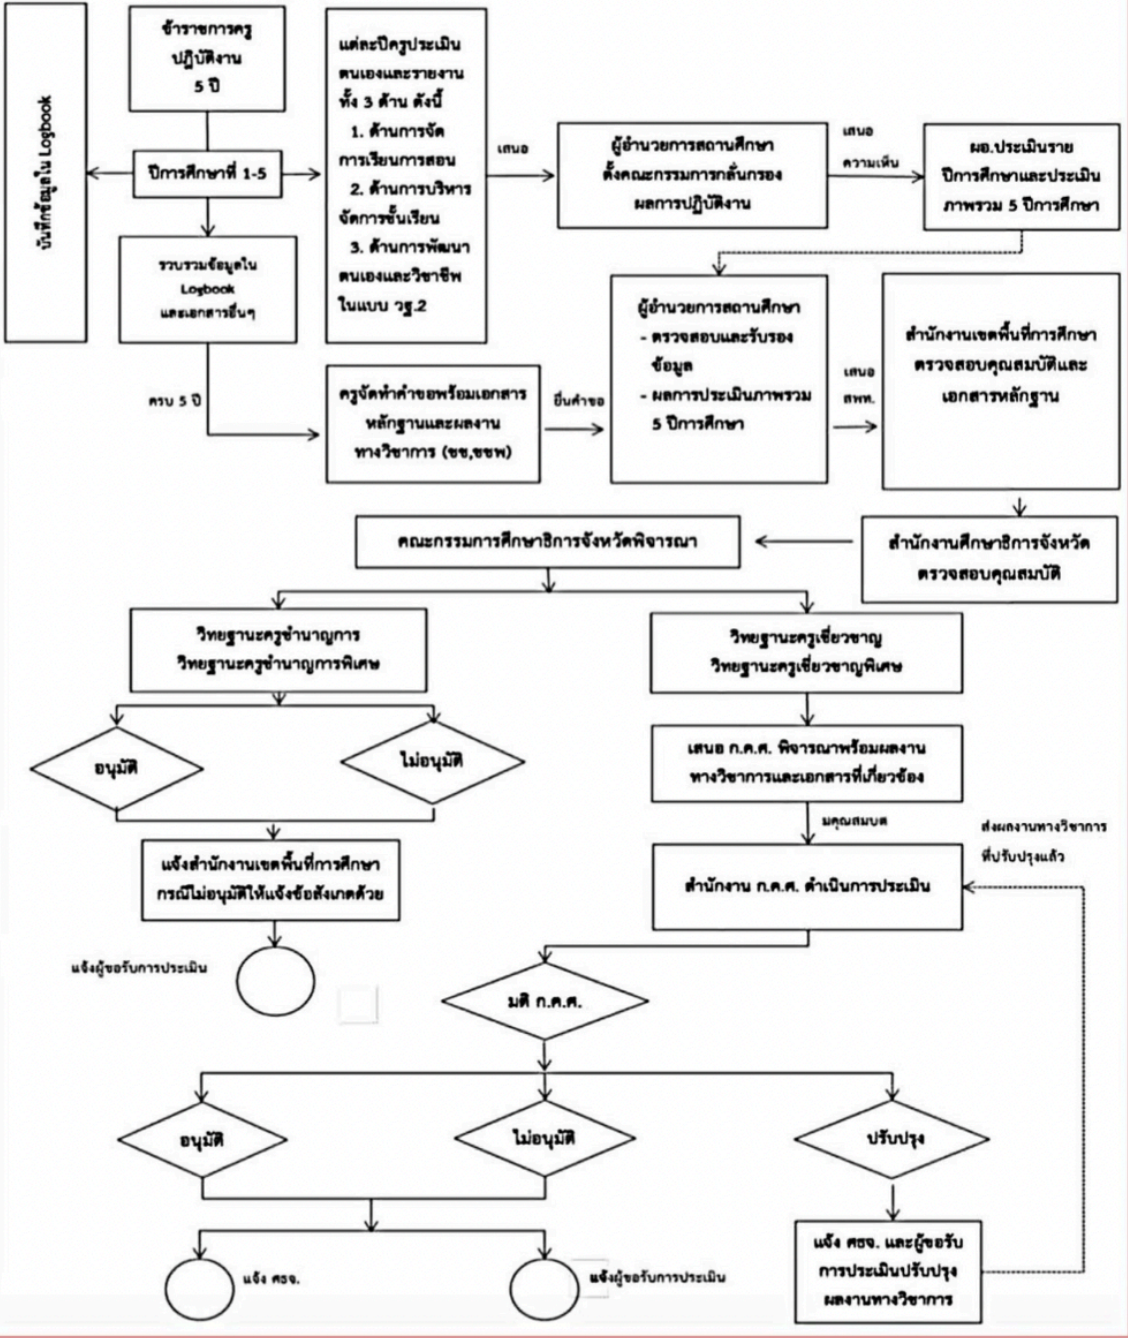 บันทึกข้อมูลใน Logbook
ข้าราชการครู
ปฏิบัติงาน
5 ปี
ปีการศึกษาที่ 1-5
รวบรวมข้อมูลใน
Logbook
และเอกสารอื่นๆ
แต่ละปีครูประเมิน
ตนเองและรายงาน
ทั้ง 3 ด้าน ดังนี้
1. ด้านการจัด
การเรียนการสอน
2. ด้านการบริหาร
จัดการชั้นเรียน
3. ด้านการพัฒนา
ตนเองและวิชาชีพ
ในแบบ วฐ.2
เสนอ
ผู้อำนวยการสถานศึกษา
ตั้งคณะกรรมการกลั่นกรอง
ผลการปฏิบัติงาน
เสนอ
ความเห็น
ผอ.ประเมินราย
ปีการศึกษาและประเมิน
ภาพรวม 5 ปีการศึกษา
ครบ 5 ปี
ครูจัดทำคำขอพร้อมเอกสาร
หลักฐานและผลงาน
ทางวิชาการ (ชช,ชชพ)
ยื่นคำขอ
ผู้อำนวยการสถานศึกษา
- ตรวจสอบและรับรอง
ข้อมูล
- ผลการประเมินภาพรวม
5 ปีการศึกษา
เสนอ
สพท.
สำนักงานเขตพื้นที่การศึกษา
ตรวจสอบคุณสมบัติและ
เอกสารหลักฐาน
สำนักงานศึกษาธิการจังหวัด
ตรวจสอบคุณสมบัติ
คณะกรรมการศึกษาธิการจังหวัดพิจารณา
วิทยฐานะครูชำนาญการ
วิทยฐานะครูชำนาญการพิเศษ
วิทยฐานะครูเชี่ยวชาญ
วิทยฐานะครูเชี่ยวชาญพิเศษ
อนุมัติ
ไม่อนุมัติ
เสนอ ก.ค.ศ. พิจารณาพร้อมผลงาน
ทางวิชาการและเอกสารที่เกี่ยวข้อง
มคุณสมบต
ส่งผลงานทางวิชาการ
ที่ปรับปรุงแล้ว
แจ้งสำนักงานเขตพื้นที่การศึกษา
กรณีไม่อนุมัติให้แจ้งข้อสังเกตด้วย
สำนักงาน ก.ค.ศ. ดำเนินการประเมิน
แจ้งผู้ขอรับการประเมิน
มติ ก.ค.ศ.
อนุมัติ
ไม่อนุมัติ
ปรับปรุง
แจ้ง ศธจ. และผู้ขอรับ
การประเมินปรับปรุง
ผลงานทางวิชาการ
แจ้ง ศธจ.
แจ้งผู้ขอรับการประเมิน